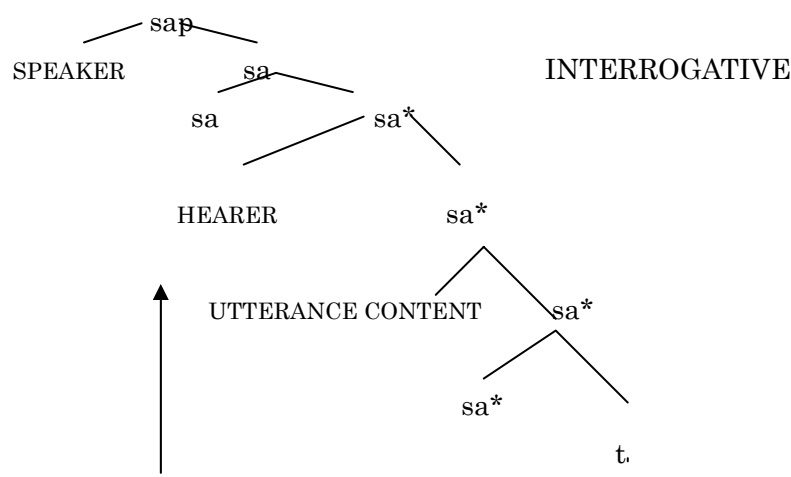 sap
SPEAKER sa INTERROGATIVE
sa sa*
HEARER sa*
UTTERANCE CONTENT sa*
sa*
t